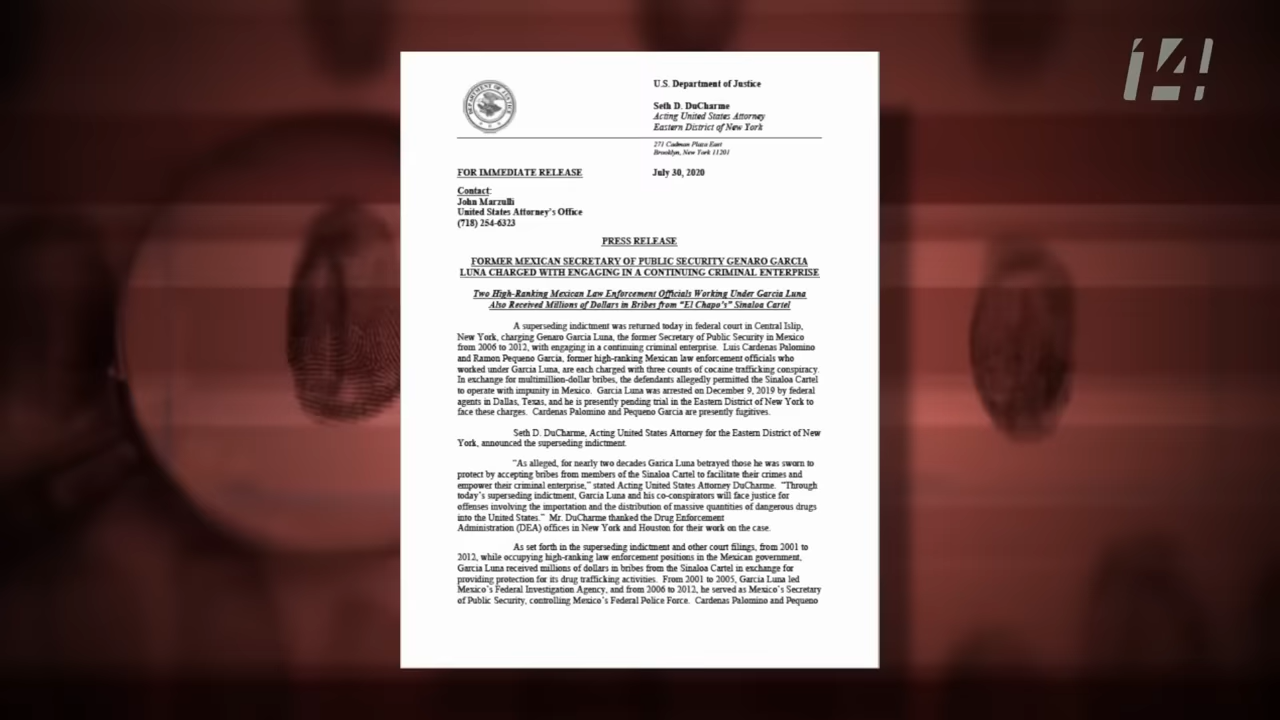 14!
DEPARTMENT OF JUSTICE
U.S. Department of Justice
Seth D. DuCharme
Acting United States Attorney
Eastern District of New York
271 Cadman Plaza East
Brooklyn, New York 11201
FOR IMMEDIATE RELEASE
July 30, 2020
Contact:
John Marzulli
United States Attorney's Office
(718) 254-6323
PRESS RELEASE
FORMER MEXICAN SECRETARY OF PUBLIC SECURITY GENARO GARCIA
LUNA CHARGED WITH ENGAGING IN A CONTINUING CRIMINAL ENTERPRISE
Two High-Ranking Mexican Law Enforcement Officials Working Under Garcia Luna
Also Received Millions of Dollars in Bribes from "El Chapo's" Sinaloa Cartel
A superseding indictment was returned today in federal court in Central Islip,
New York, charging Genaro Garcia Luna, the former Secretary of Public Security in Mexico
from 2006 to 2012, with engaging in a continuing criminal enterprise. Luis Cardenas Palomino
and Ramon Pequeno Garcia, former high-ranking Mexican law enforcement officials who
worked under Garcia Luna, are each charged with three counts of cocaine trafficking conspiracy.
In exchange for multimillion-dollar bribes, the defendants allegedly permitted the Sinaloa Cartel
to operate with impunity in Mexico. Garcia Luna was arrested on December 9, 2019 by federal
agents in Dallas, Texas, and he is presently pending trial in the Eastern District of New York to
face these charges. Cardenas Palomino and Pequeno Garcia are presently fugitives.
Seth D. DuCharme, Acting United States Attorney for the Eastern District of New
York, announced the superseding indictment.
"As alleged, for nearly two decades Garica Luna betrayed those he was sworn to
protect by accepting bribes from members of the Sinaloa Cartel to facilitate their crimes and
empower their criminal enterprise," stated Acting United States Attorney DuCharme. "Through
today's superseding indictment, Garcia Luna and his co-conspirators will face justice for
offenses involving the importation and the distribution of massive quantities of dangerous drugs
into the United States." Mr. DuCharme thanked the Drug Enforcement
Administration (DEA) offices in New York and Houston for their work on the case.
As set forth in the superseding indictment and other court filings, from 2001 to
2012, while occupying high-ranking law enforcement positions in the Mexican government,
Garcia Luna received millions of dollars in bribes from the Sinaloa Cartel in exchange for
providing protection for its drug trafficking activities. From 2001 to 2005, Garcia Luna led
Mexico's Federal Investigation Agency, and from 2006 to 2012, he served as Mexico's Secretary
of Public Security, controlling Mexico's Federal Police Force. Cardenas Palomino and Pequeno